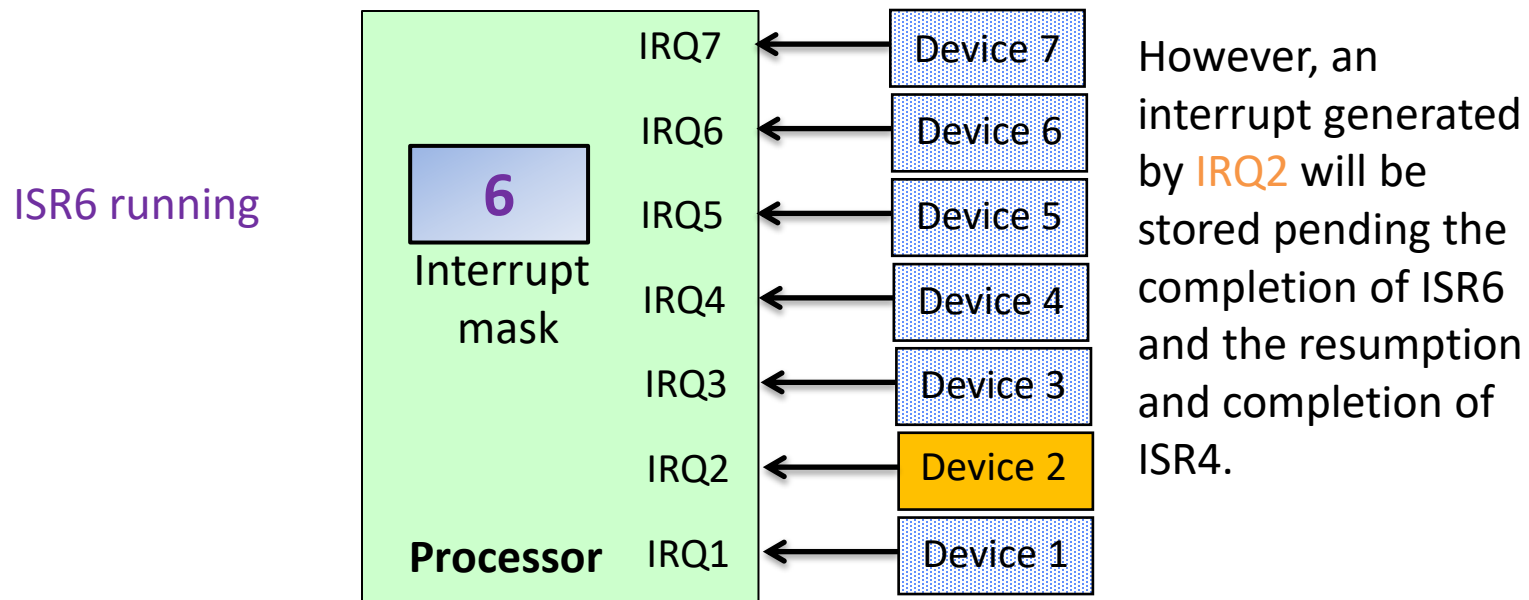 ISR6 running
6
Interrupt
mask
Processor
IRQ7
IRQ6
IRQ5
IRQ4
IRQ3
IRQ2
IRQ1
Device 7
Device 6
Device 5
Device 4
Device 3
Device 2
Device 1
However, an
interrupt generated
by IRQ2 will be
stored pending the
completion of ISR6
and the resumption
and completion of
ISR4.